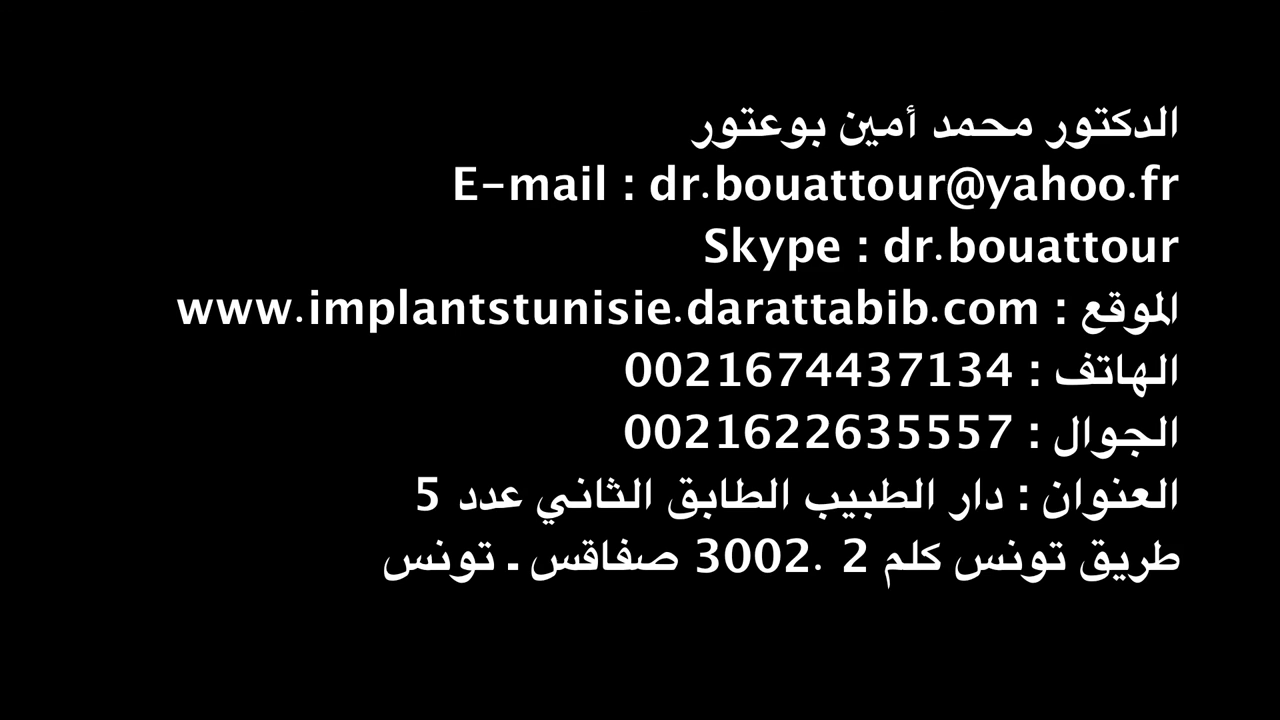 الدكتور محمد أمين بوعتور
E-mail : dr.bouattour@yahoo.fr
Skype : dr.bouattour
الموقع : www.implantstunisie.darattabib.com
الهاتف : 0021674437134
الجوال : 0021622635557
العنوان : دار الطبيب الطابق الثاني عدد 5
طريق تونس كلم 2 .3002 صفاقس - تونس